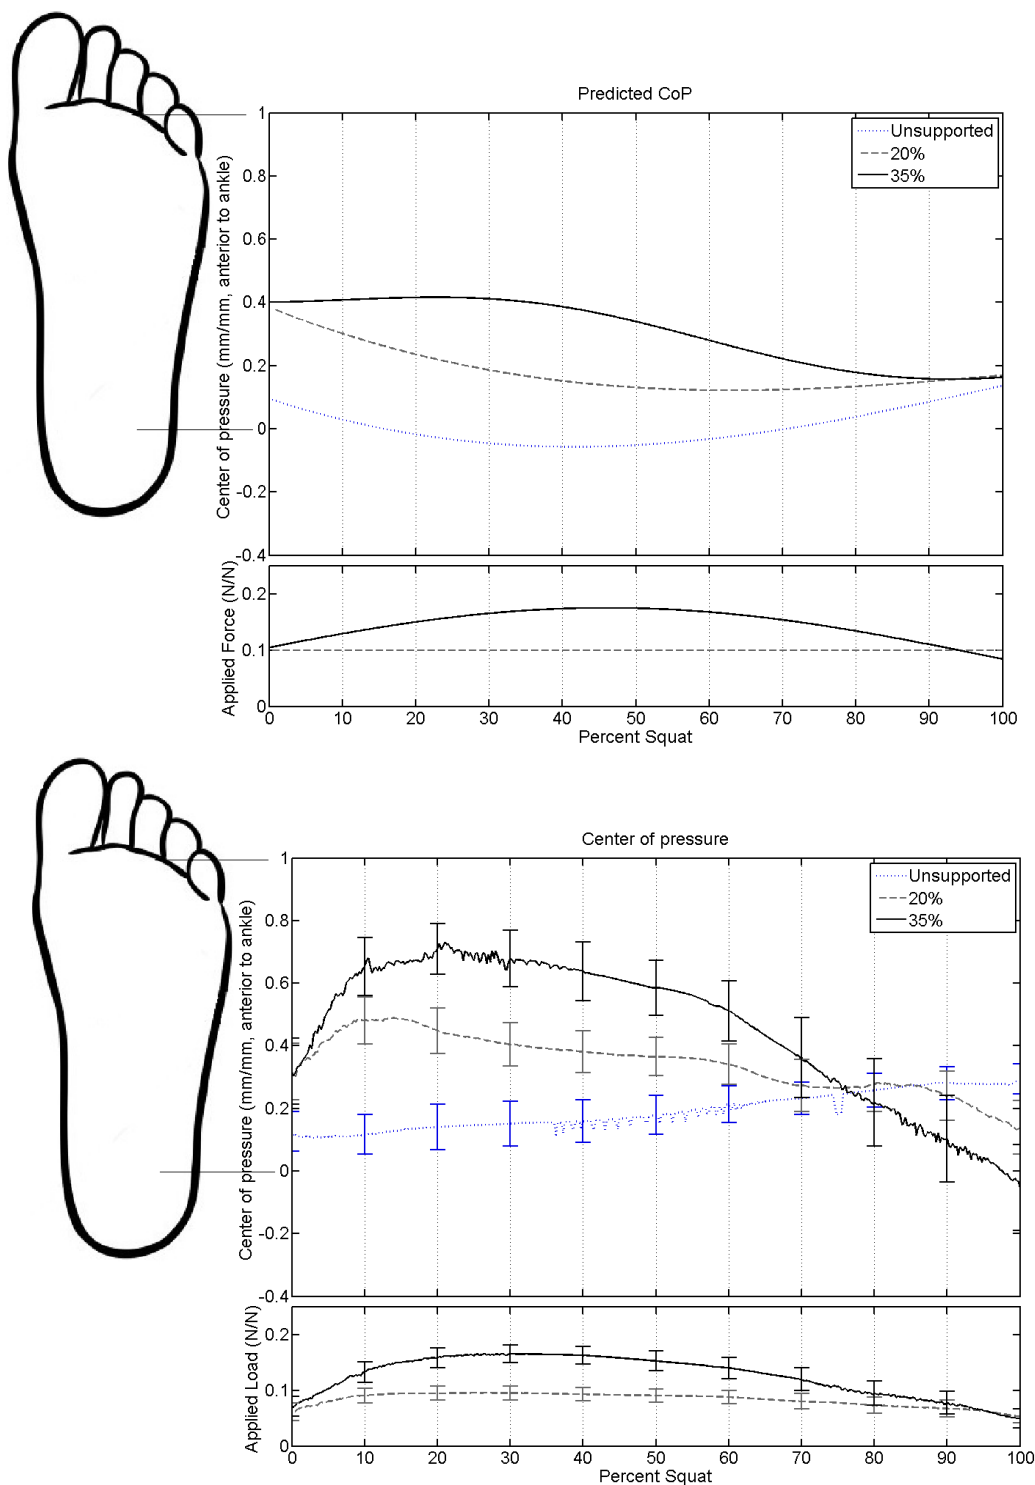 Predicted CoP
Center of pressure (mm/mm, anterior to ankle)
1
0.8
0.6
0.4
0.2
0
-0.2
-0.4
Unsupported
20%
35%
Applied Force (N/N)
0.2
0.1
0
0 10 20 30 40 50 60 70 80 90 100
Percent Squat
Center of pressure
Center of pressure (mm/mm, anterior to ankle)
1
0.8
0.6
0.4
0.2
0
-0.2
-0.4
Unsupported
20%
35%
Applied Load (N/N)
0.2
0.1
0
0 10 20 30 40 50 60 70 80 90 100
Percent Squat